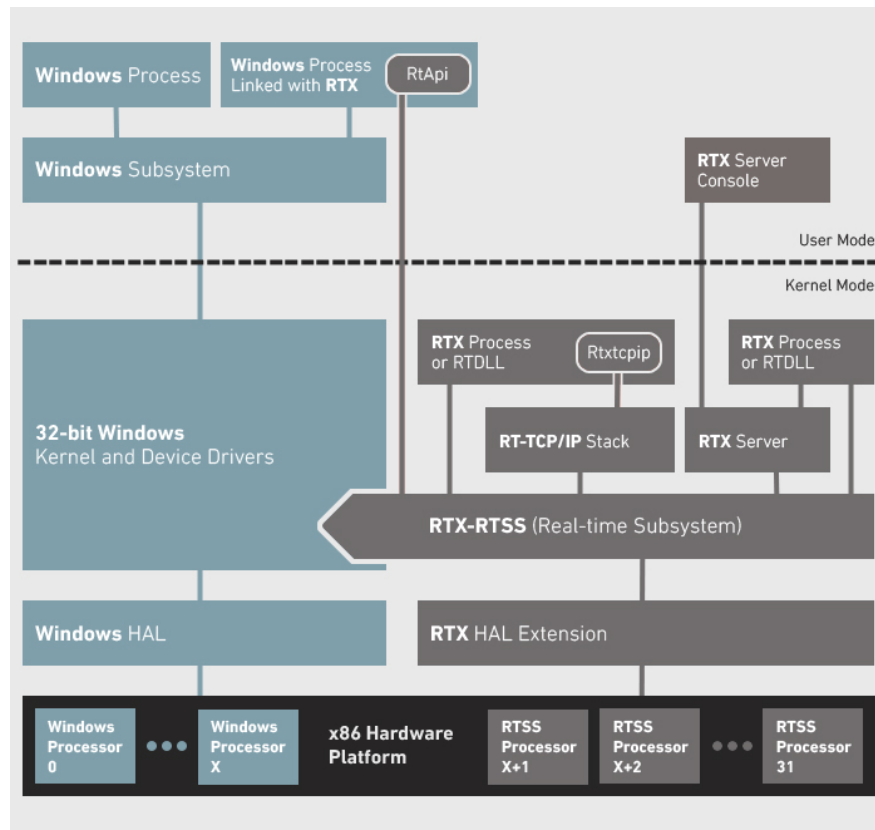 Windows Process
Windows Process
Linked with RTX
RtApi
Windows Subsystem
RTX Server
Console
User Mode
Kernel Mode
32-bit Windows
Kernel and Device Drivers
RTX Process
or RTDLL
Rtxtcpip
RTX Process
or RTDLL
RT-TCP/IP Stack
RTX Server
RTX-RTSS (Real-time Subsystem)
Windows HAL
RTX HAL Extension
Windows
Processor
0
Windows
Processor
X
x86 Hardware
Platform
RTSS
Processor
X+1
RTSS
Processor
X+2
RTSS
Processor
31